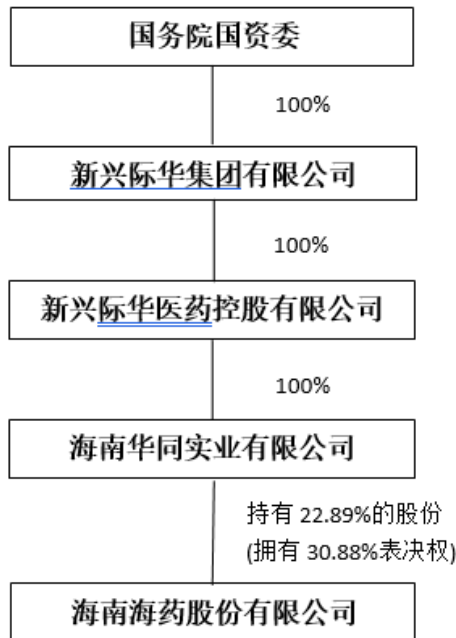 国务院国资委
100%
新兴际华集团有限公司
100%
新兴际华医药控股有限公司
100%
海南华同实业有限公司
持有 22.89%的股份
(拥有 30.88%表决权)
海南海药股份有限公司